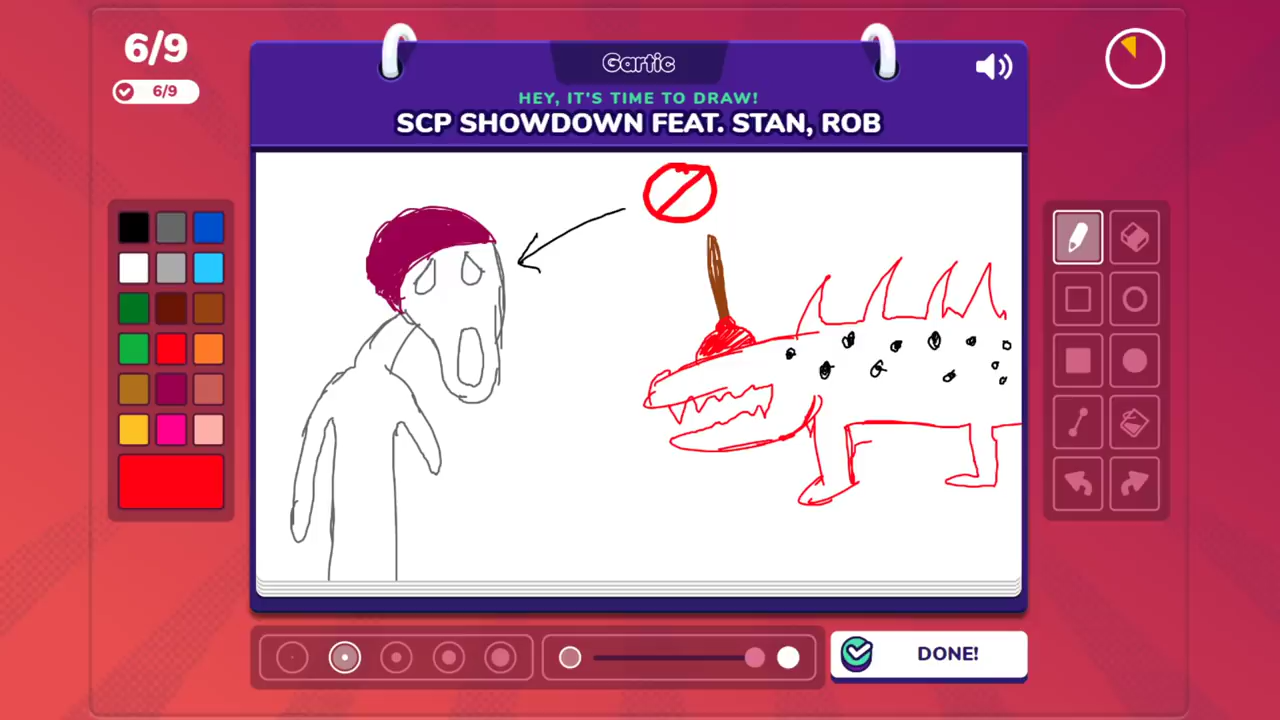 6/9
6/9
Gartic
HEY, IT'S TIME TO DRAW!
SCP SHOWDOWN FEAT. STAN, ROB
DONE!